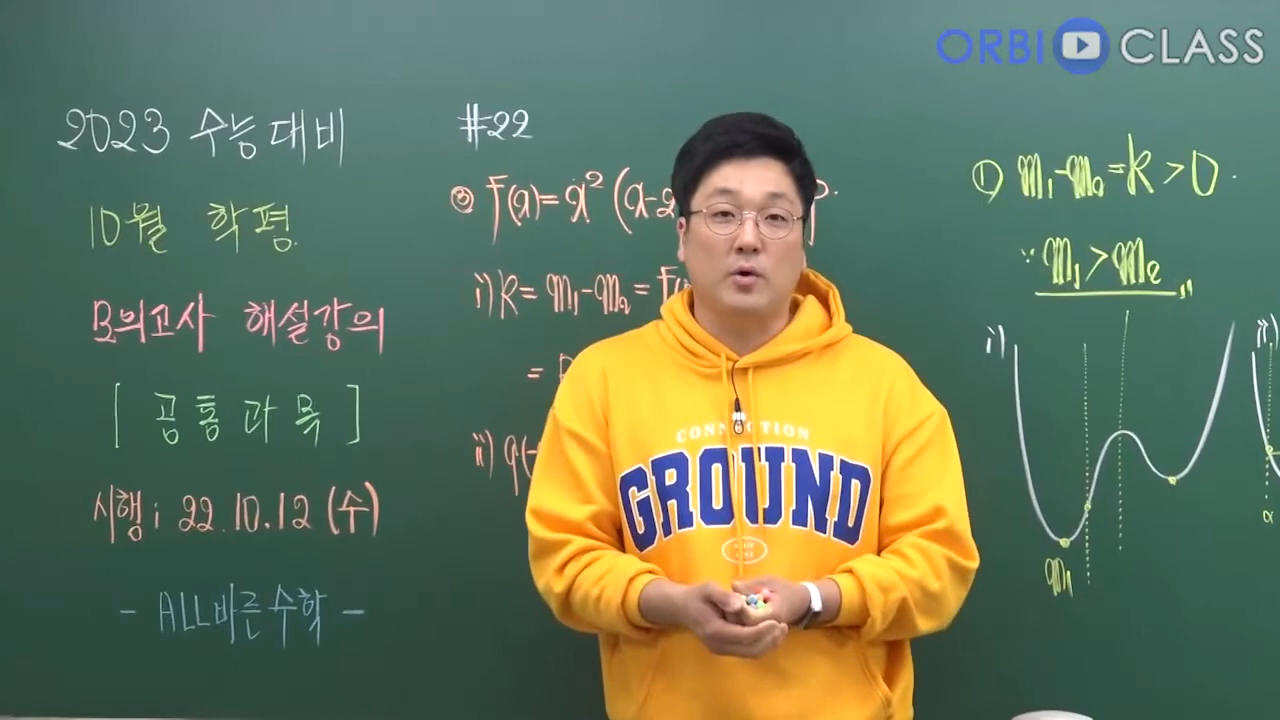 ORBI CLASS
2023 수능대비
10월 학평
모의고사 해설강의
[ 공통과목 ]
시행 : 22.10.12 (수)
- ALL바른수학 -
#22
③ f(x)=x²(x-2
i) k= m₁-m₂ = f(
=
ii) g(-
① m₁-m₂=k>0
∵ m₁>m₂
i)
m₁
ii)
α
CONNECTION
GROUND